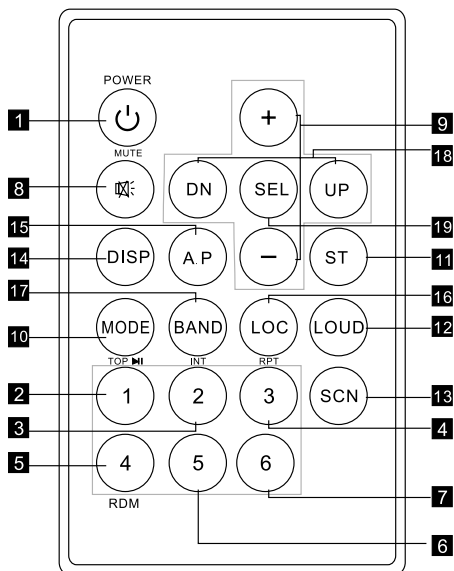 POWER
1
+
9
MUTE
18
8
DN SEL UP
15
19
14
DISP A.P − ST
11
17
16
10
MODE BAND LOC LOUD
12
TOP INT RPT
2
1 2 3 SCN
13
3
4
5
4 5 6
7
RDM
6